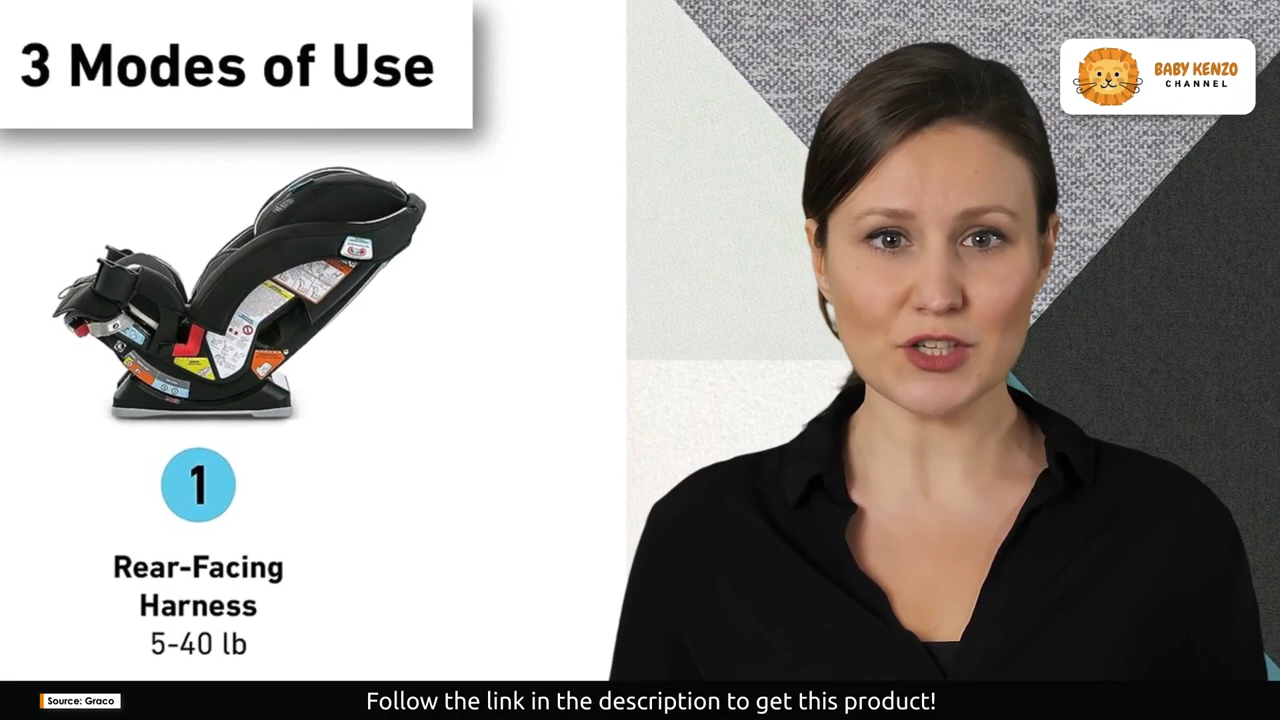 3 Modes of Use
BABY KENZO
CHANNEL
1
Rear-Facing
Harness
5-40 lb
Source: Graco
Follow the link in the description to get this product!